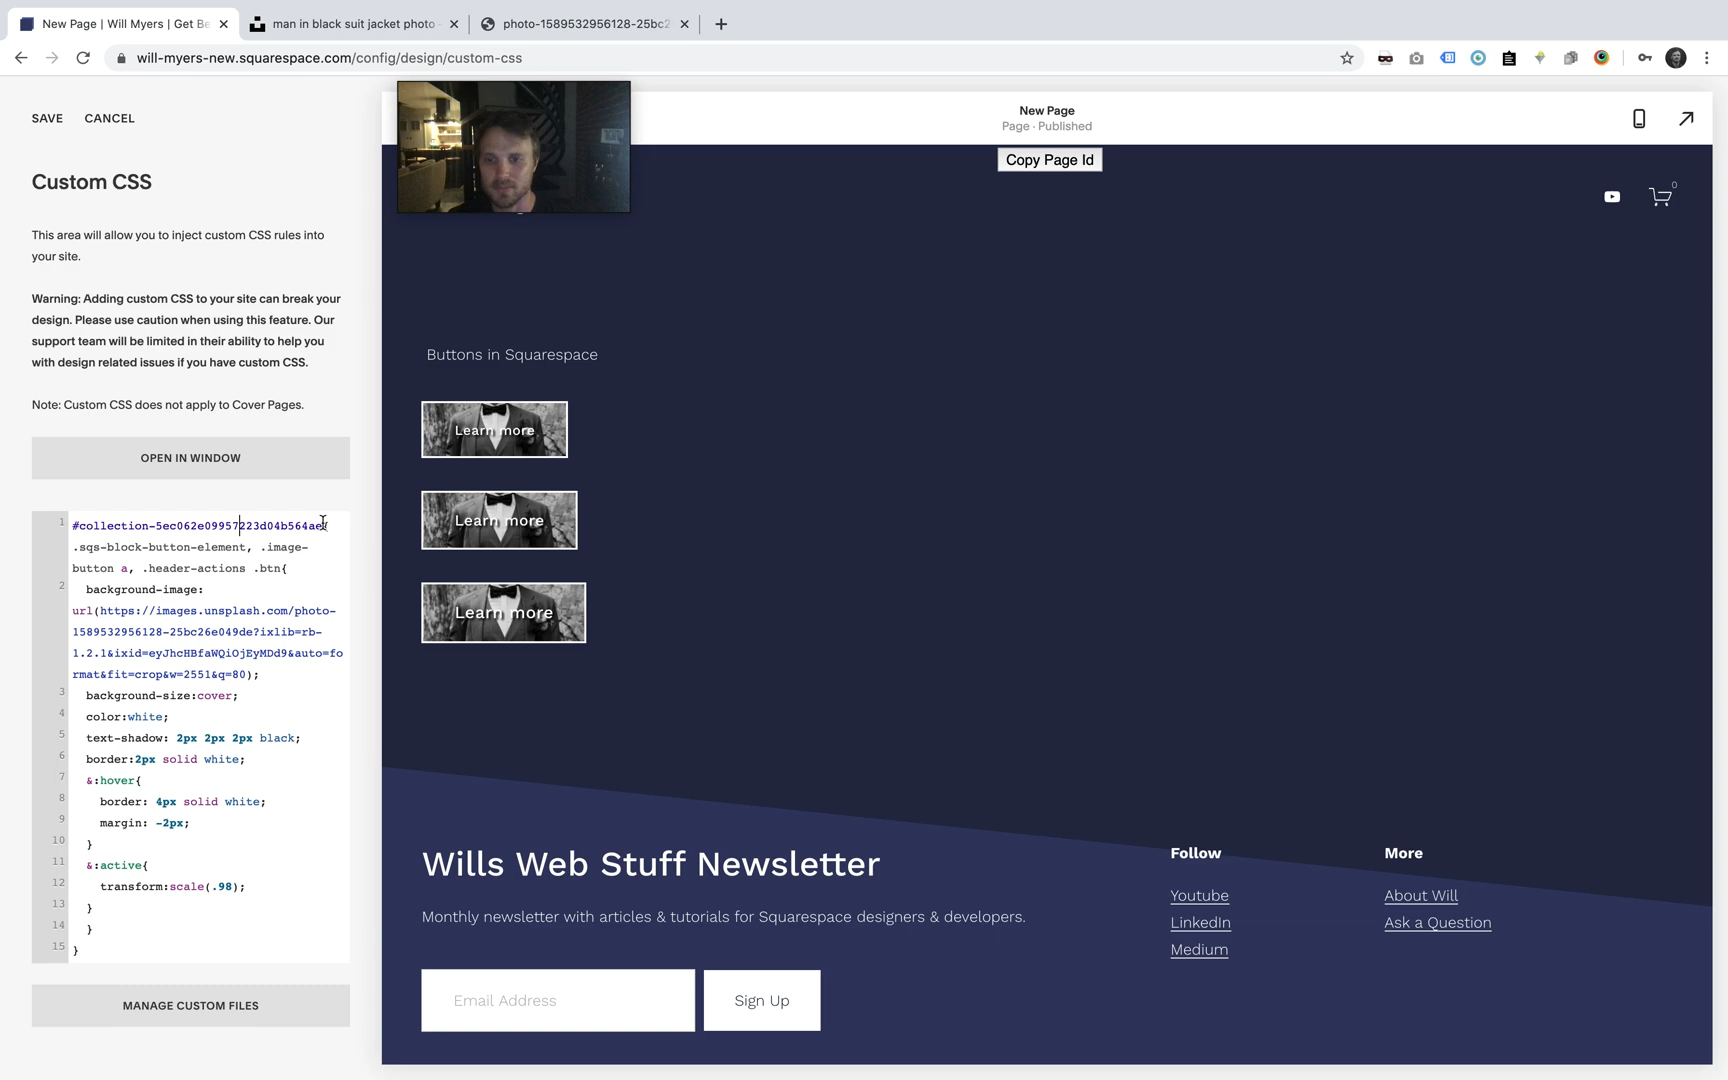 New Page | Will Myers | Get Be
man in black suit jacket photo
photo-1589532956128-25bc2
will-myers-new.squarespace.com/config/design/custom-css
SAVE CANCEL
New Page
Page · Published
Copy Page Id
0
Custom CSS
This area will allow you to inject custom CSS rules into
your site.
Warning: Adding custom CSS to your site can break your
design. Please use caution when using this feature. Our
support team will be limited in their ability to help you
with design related issues if you have custom CSS.
Note: Custom CSS does not apply to Cover Pages.
OPEN IN WINDOW
1 #collection-5ec062e09957223d04b564ae
.sqs-block-button-element, .image-
button a, .header-actions .btn{
2 background-image:
url(https://images.unsplash.com/photo-
1589532956128-25bc26e049de?ixlib=rb-
1.2.1&ixid=eyJhcHBfaWQiOjEyMDd9&auto=fo
rmat&fit=crop&w=2551&q=80);
3 background-size:cover;
4 color:white;
5 text-shadow: 2px 2px 2px black;
6 border:2px solid white;
7 &:hover{
8 border: 4px solid white;
9 margin: -2px;
10 }
11 &:active{
12 transform:scale(.98);
13 }
14 }
15 }
MANAGE CUSTOM FILES
Buttons in Squarespace
Learn more
Learn more
Learn more
Wills Web Stuff Newsletter
Monthly newsletter with articles & tutorials for Squarespace designers & developers.
Email Address
Sign Up
Follow
Youtube
LinkedIn
Medium
More
About Will
Ask a Question